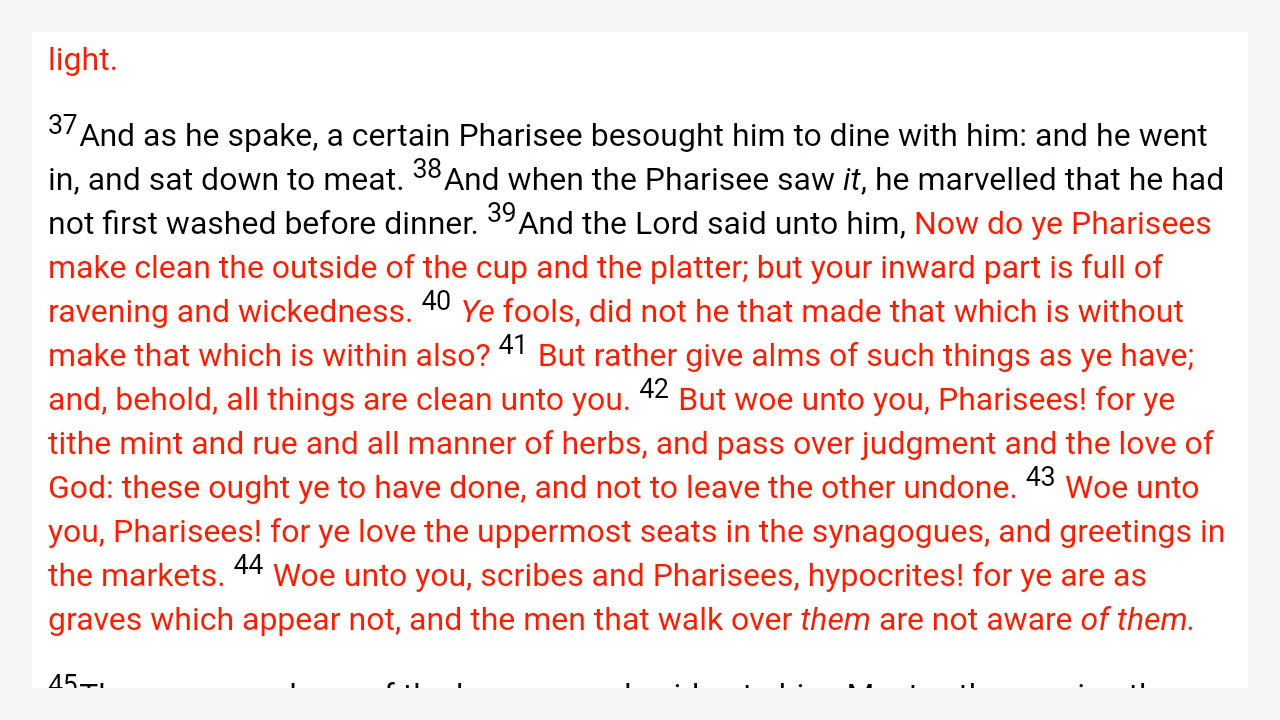 light.
37And as he spake, a certain Pharisee besought him to dine with him: and he went
in, and sat down to meat. 38And when the Pharisee saw it, he marvelled that he had
not first washed before dinner. 39And the Lord said unto him, Now do ye Pharisees
make clean the outside of the cup and the platter; but your inward part is full of
ravening and wickedness. 40 Ye fools, did not he that made that which is without
make that which is within also? 41 But rather give alms of such things as ye have;
and, behold, all things are clean unto you. 42 But woe unto you, Pharisees! for ye
tithe mint and rue and all manner of herbs, and pass over judgment and the love of
God: these ought ye to have done, and not to leave the other undone. 43 Woe unto
you, Pharisees! for ye love the uppermost seats in the synagogues, and greetings in
the markets. 44 Woe unto you, scribes and Pharisees, hypocrites! for ye are as
graves which appear not, and the men that walk over them are not aware of them.
45